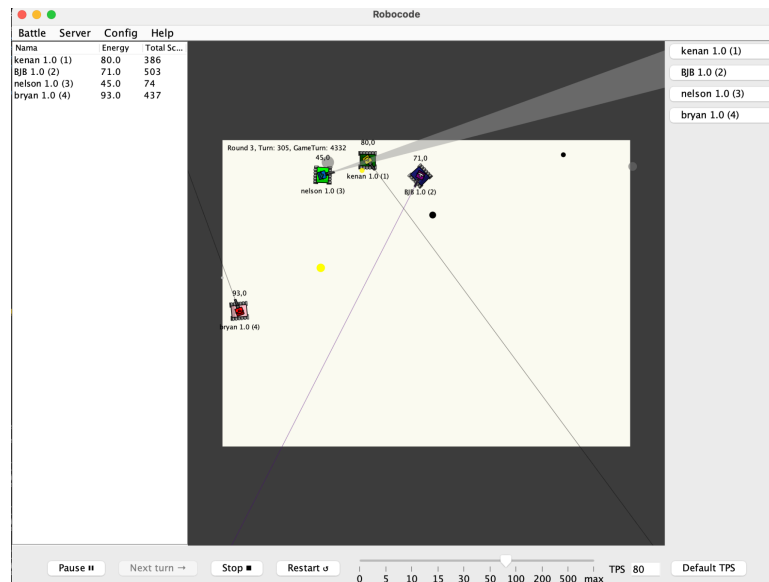 Robocode
Battle Server Config Help
Nama Energy Total Sc...
kenan 1.0 (1) 80.0 386
BJB 1.0 (2) 71.0 503
nelson 1.0 (3) 45.0 74
bryan 1.0 (4) 93.0 437
kenan 1.0 (1)
BJB 1.0 (2)
nelson 1.0 (3)
bryan 1.0 (4)
Round 3, Turn: 305, GameTurn: 4332
80,0
45,0
71,0
kenan 1.0 (1)
nelson 1.0 (3)
BJB 1.0 (2)
93,0
bryan 1.0 (4)
Pause Next turn → Stop Restart ↺ TPS 80 Default TPS
0 5 10 15 30 50 100 200 500 max